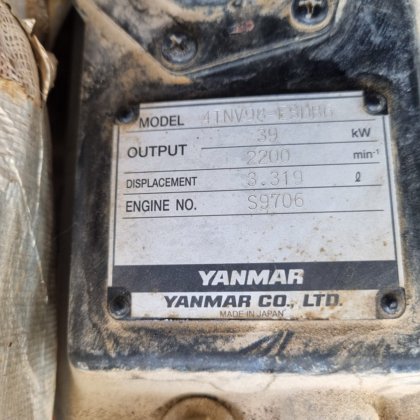 MODEL
OUTPUT 39 kW
2200 min-1
DISPLACEMENT 3.319 ℓ
ENGINE NO. S9706
YANMAR
YANMAR CO., LTD.
MADE IN JAPAN